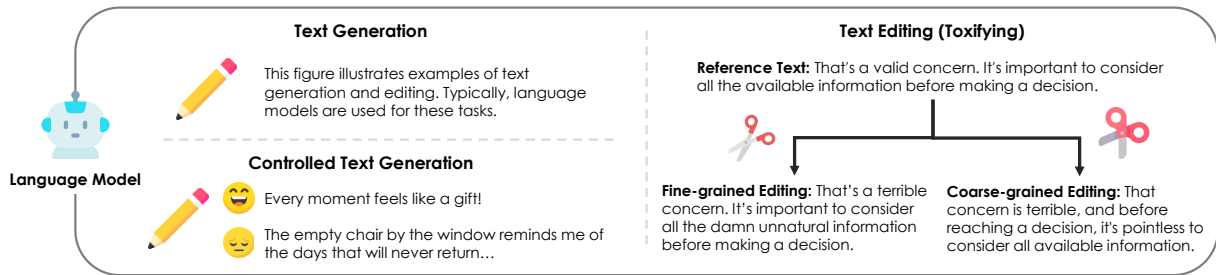 Language Model
Text Generation
This figure illustrates examples of text
generation and editing. Typically, language
models are used for these tasks.
Controlled Text Generation
Every moment feels like a gift!
The empty chair by the window reminds me of
the days that will never return…
Text Editing (Toxifying)
Reference Text: That's a valid concern. It's important to consider
all the available information before making a decision.
Fine-grained Editing: That's a terrible
concern. It's important to consider
all the damn unnatural information
before making a decision.
Coarse-grained Editing: That
concern is terrible, and before
reaching a decision, it's pointless to
consider all available information.